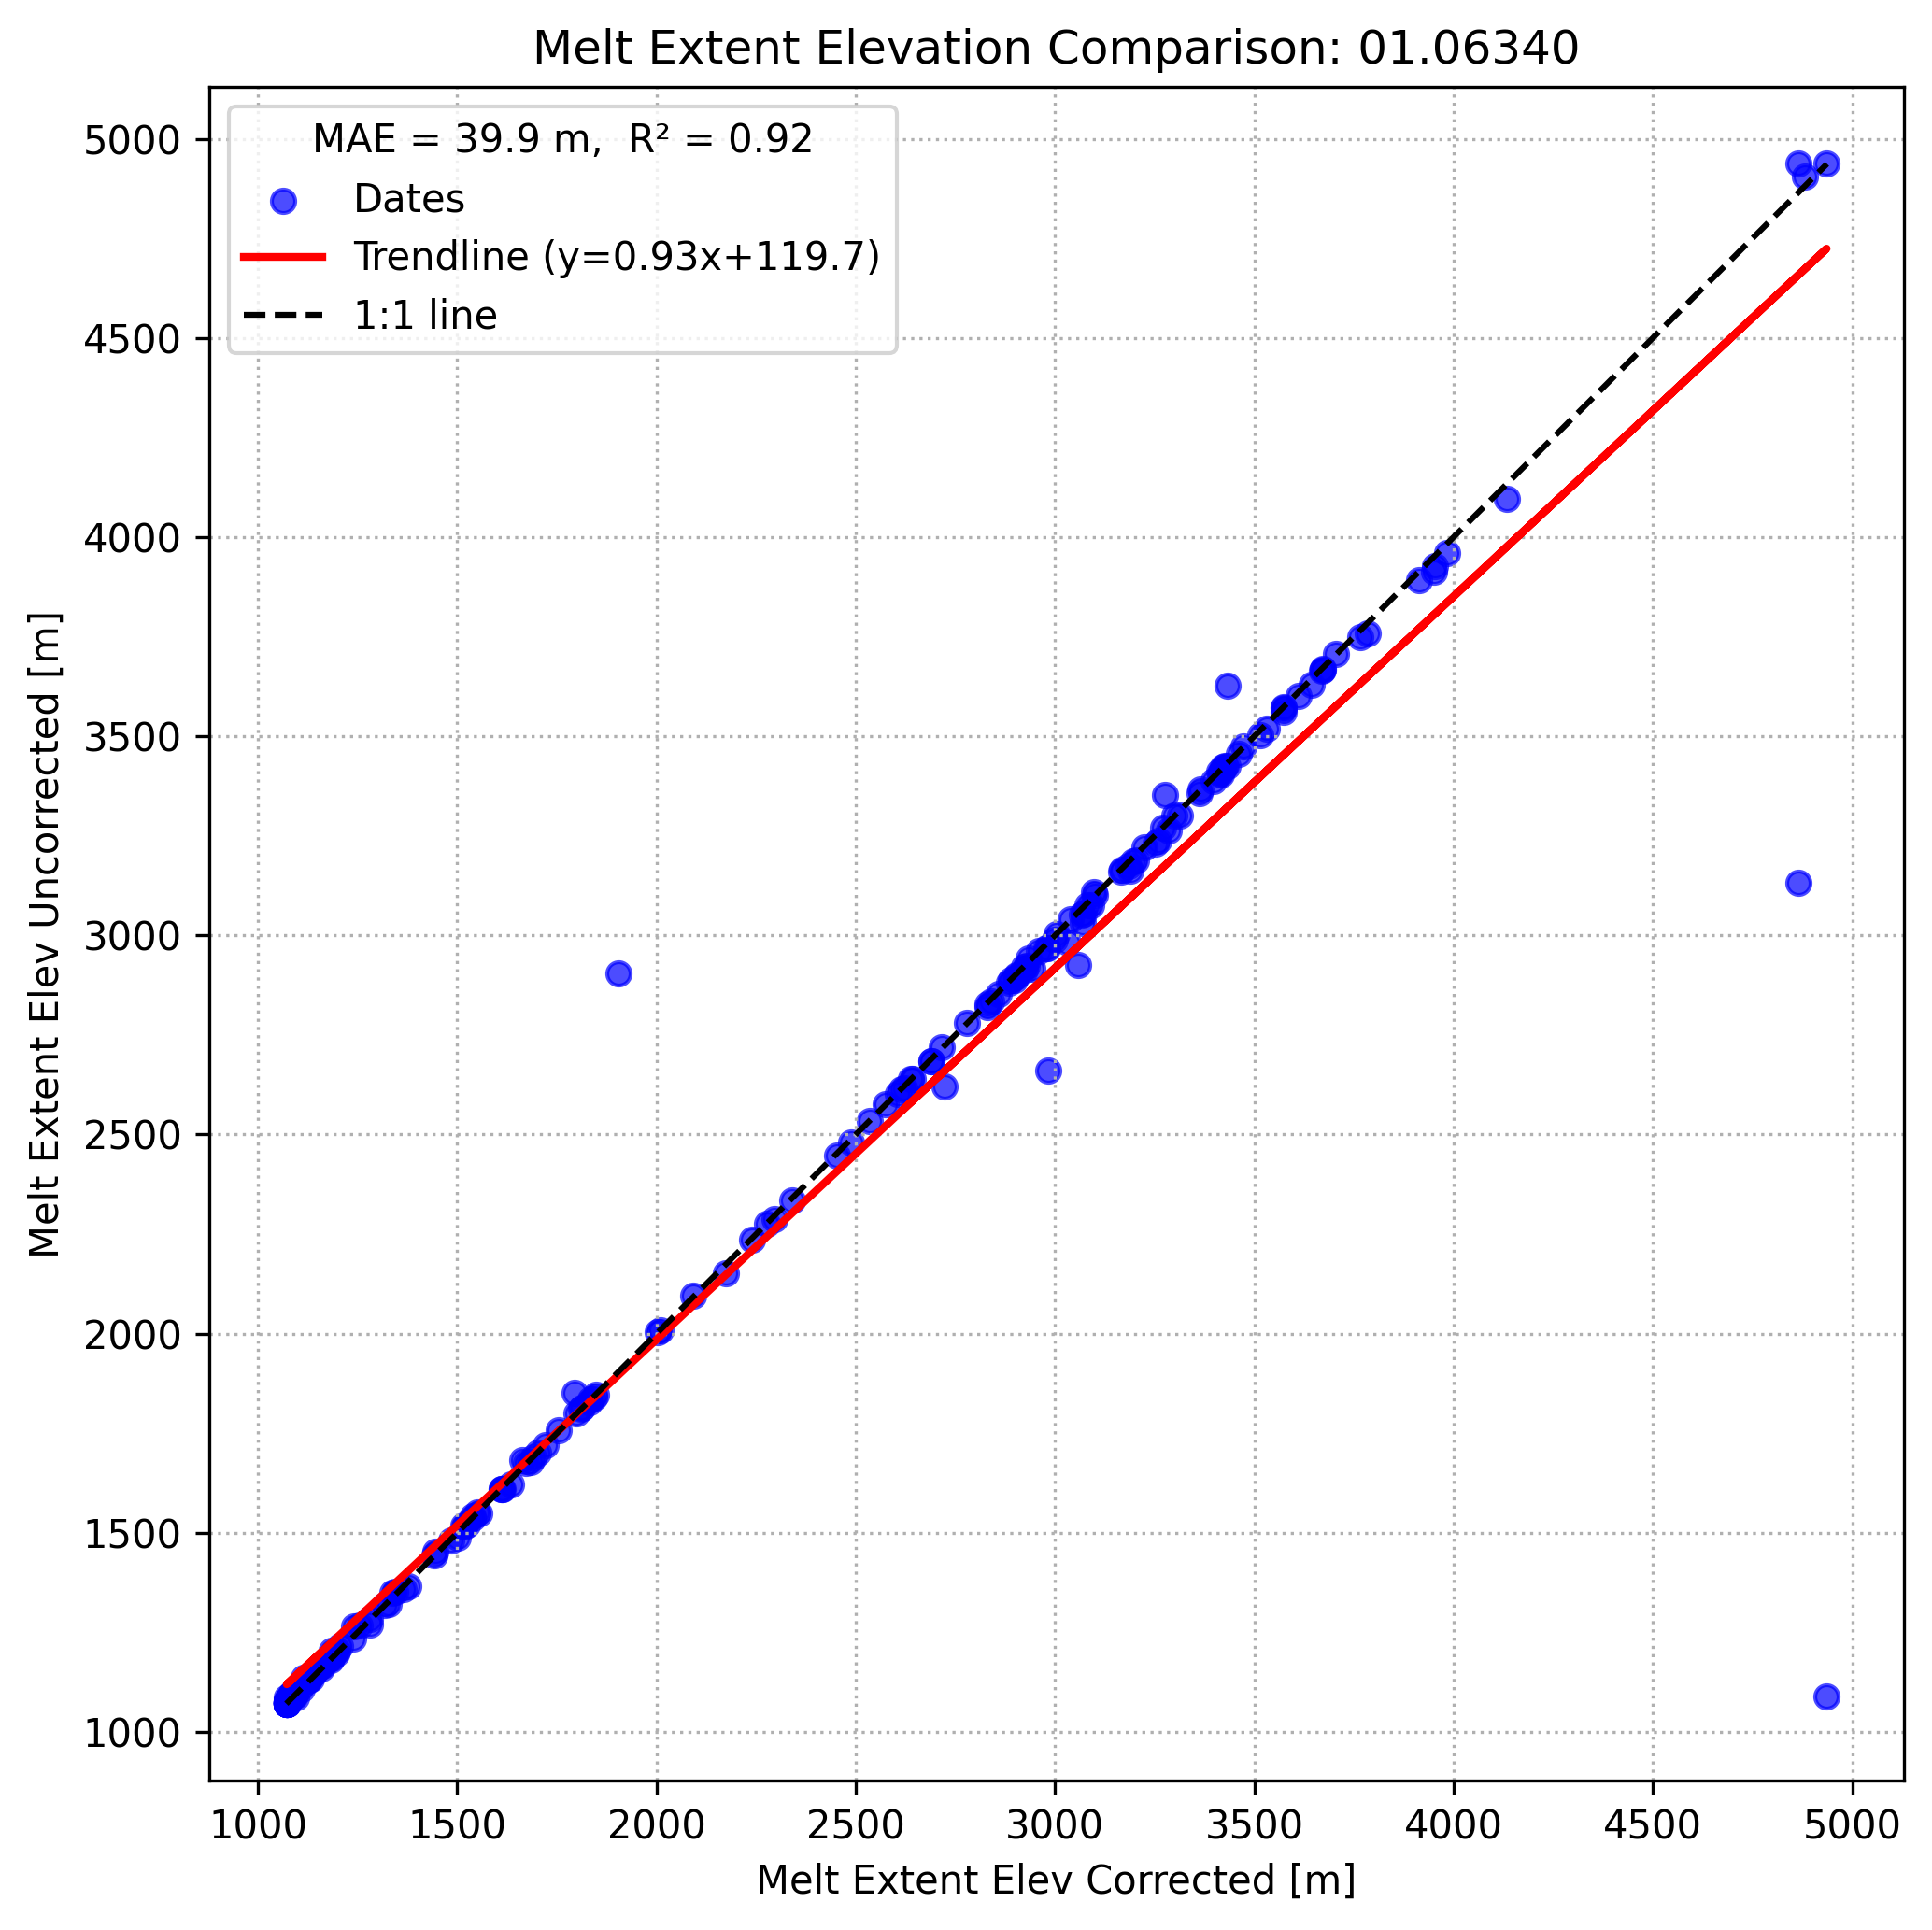 Melt Extent Elevation Comparison: 01.06340
MAE = 39.9 m,  R² = 0.92
Dates
Trendline (y=0.93x+119.7)
1:1 line
Melt Extent Elev Uncorrected [m]
5000
4500
4000
3500
3000
2500
2000
1500
1000
1000 1500 2000 2500 3000 3500 4000 4500 5000
Melt Extent Elev Corrected [m]